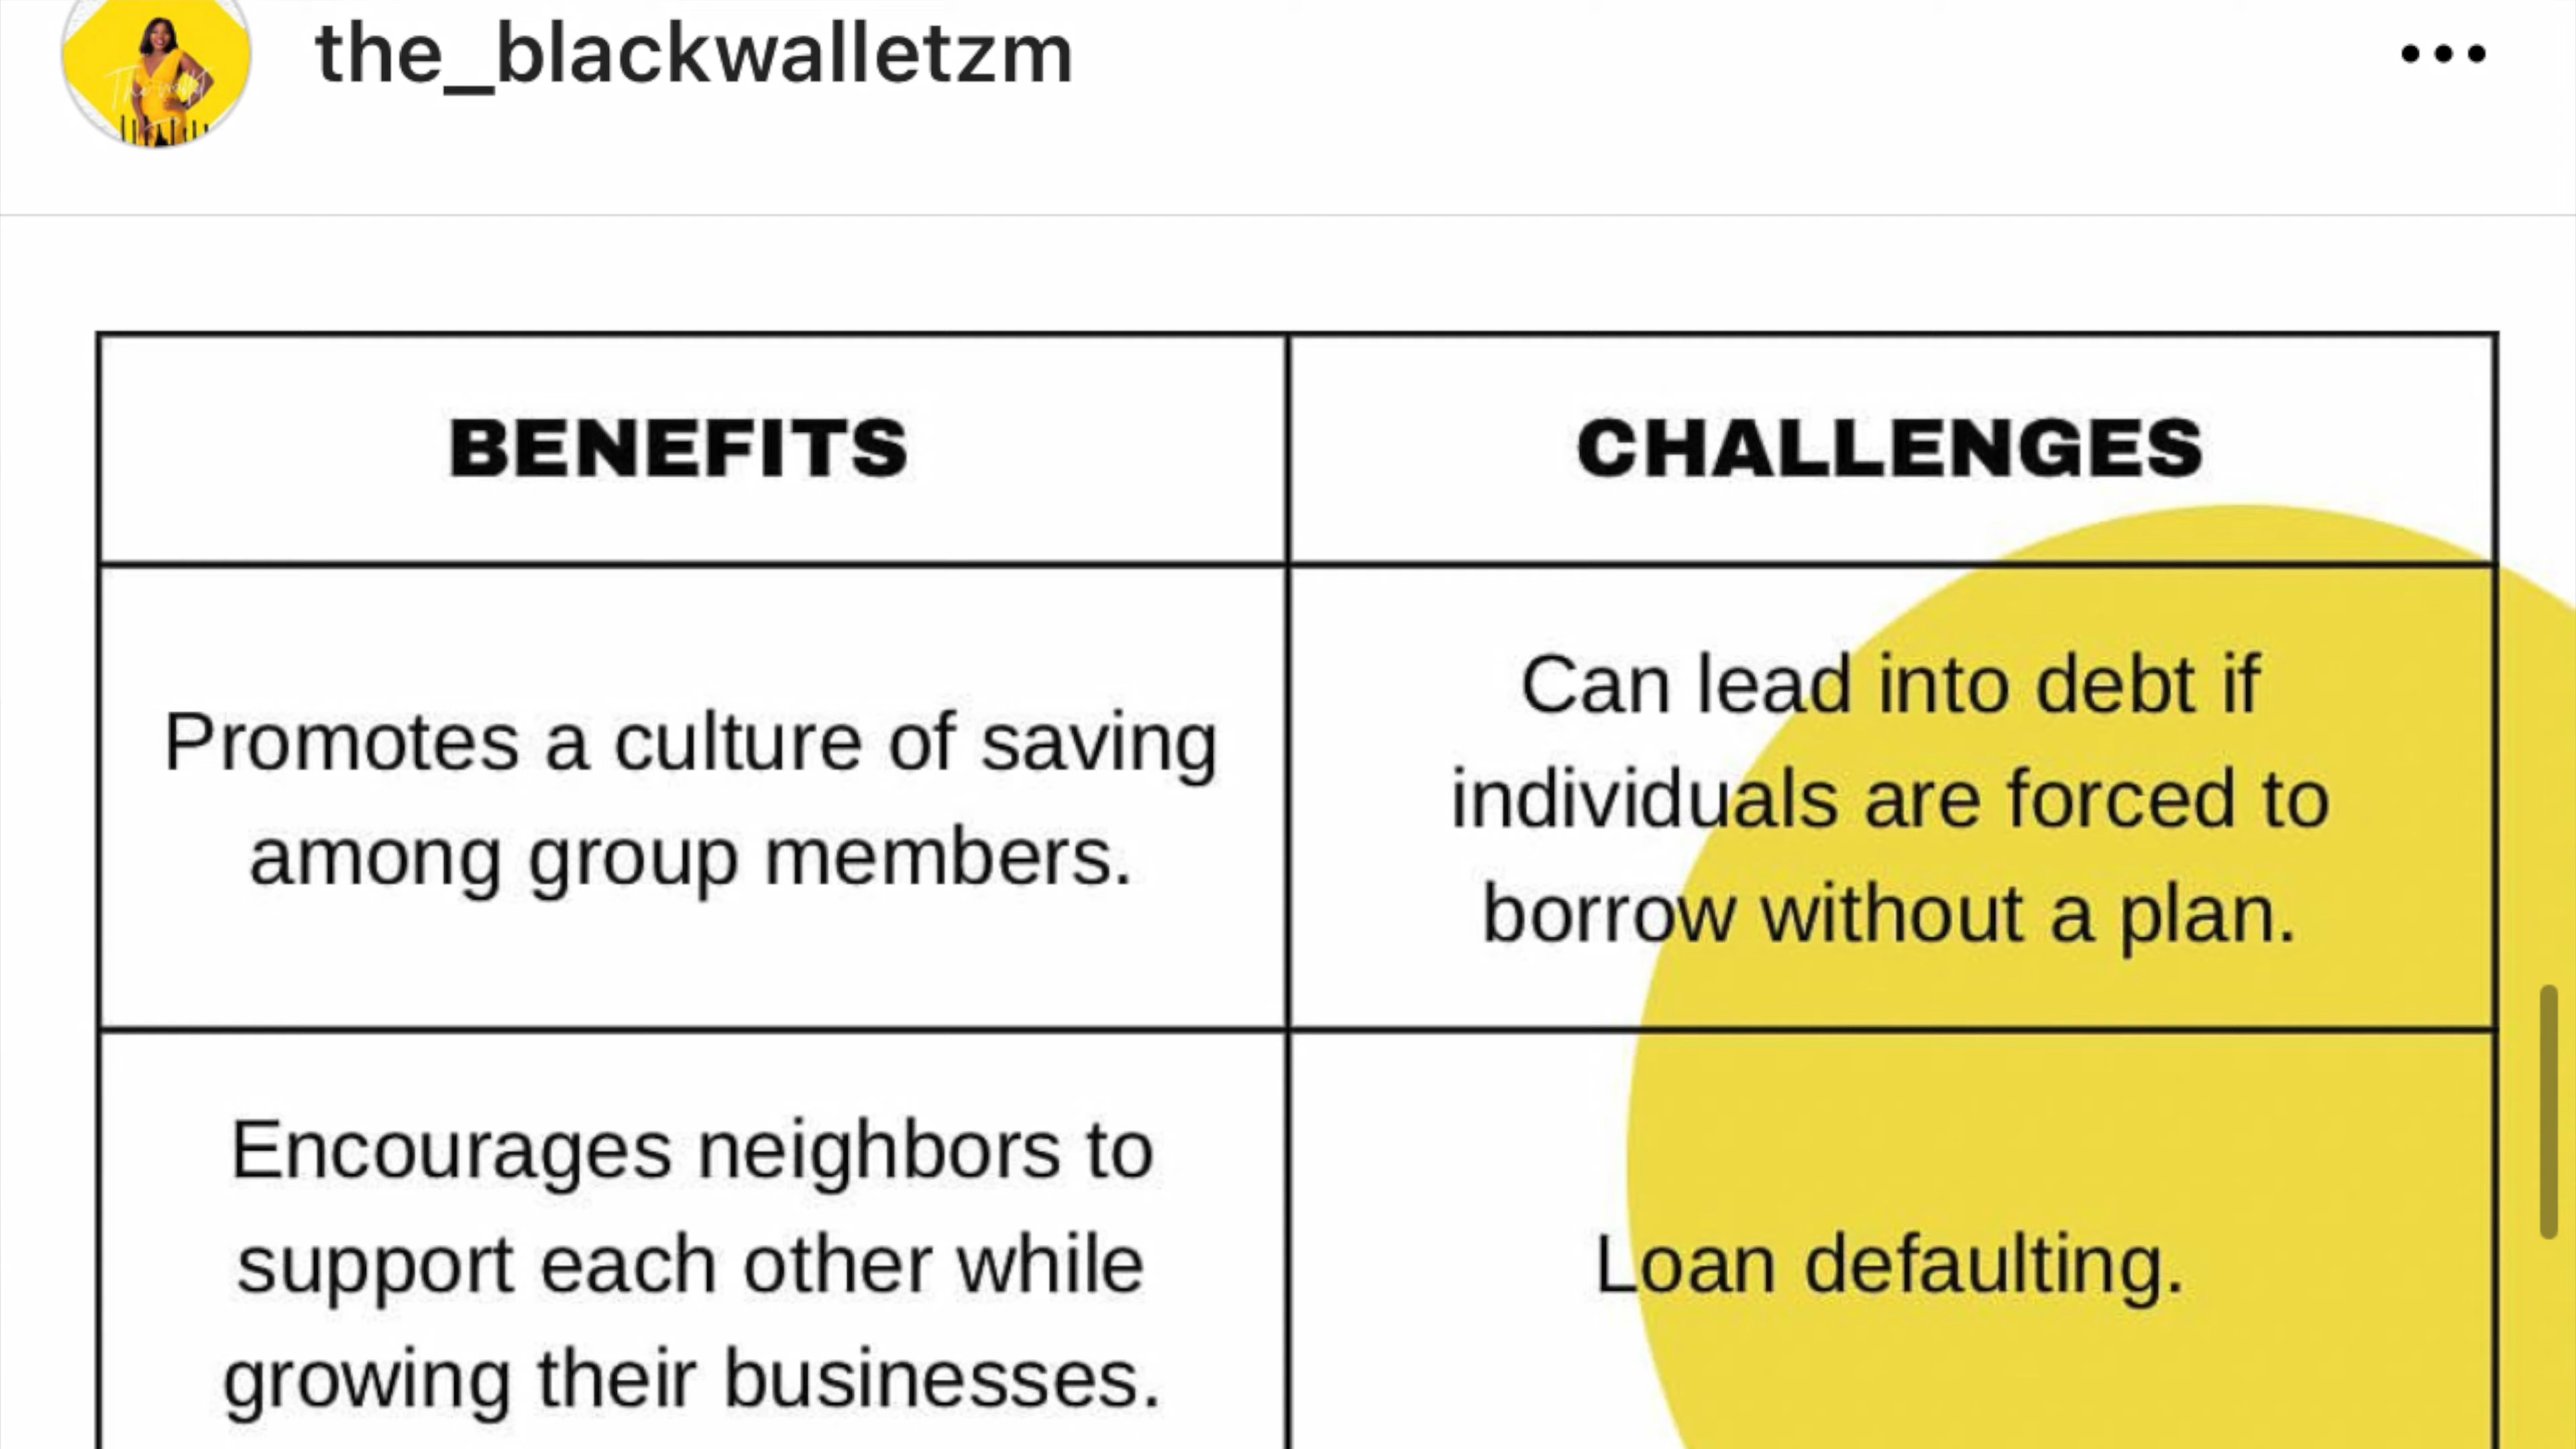 the_blackwalletzm
BENEFITS
CHALLENGES
Promotes a culture of saving
among group members.
Can lead into debt if
individuals are forced to
borrow without a plan.
Encourages neighbors to
support each other while
growing their businesses.
Loan defaulting.